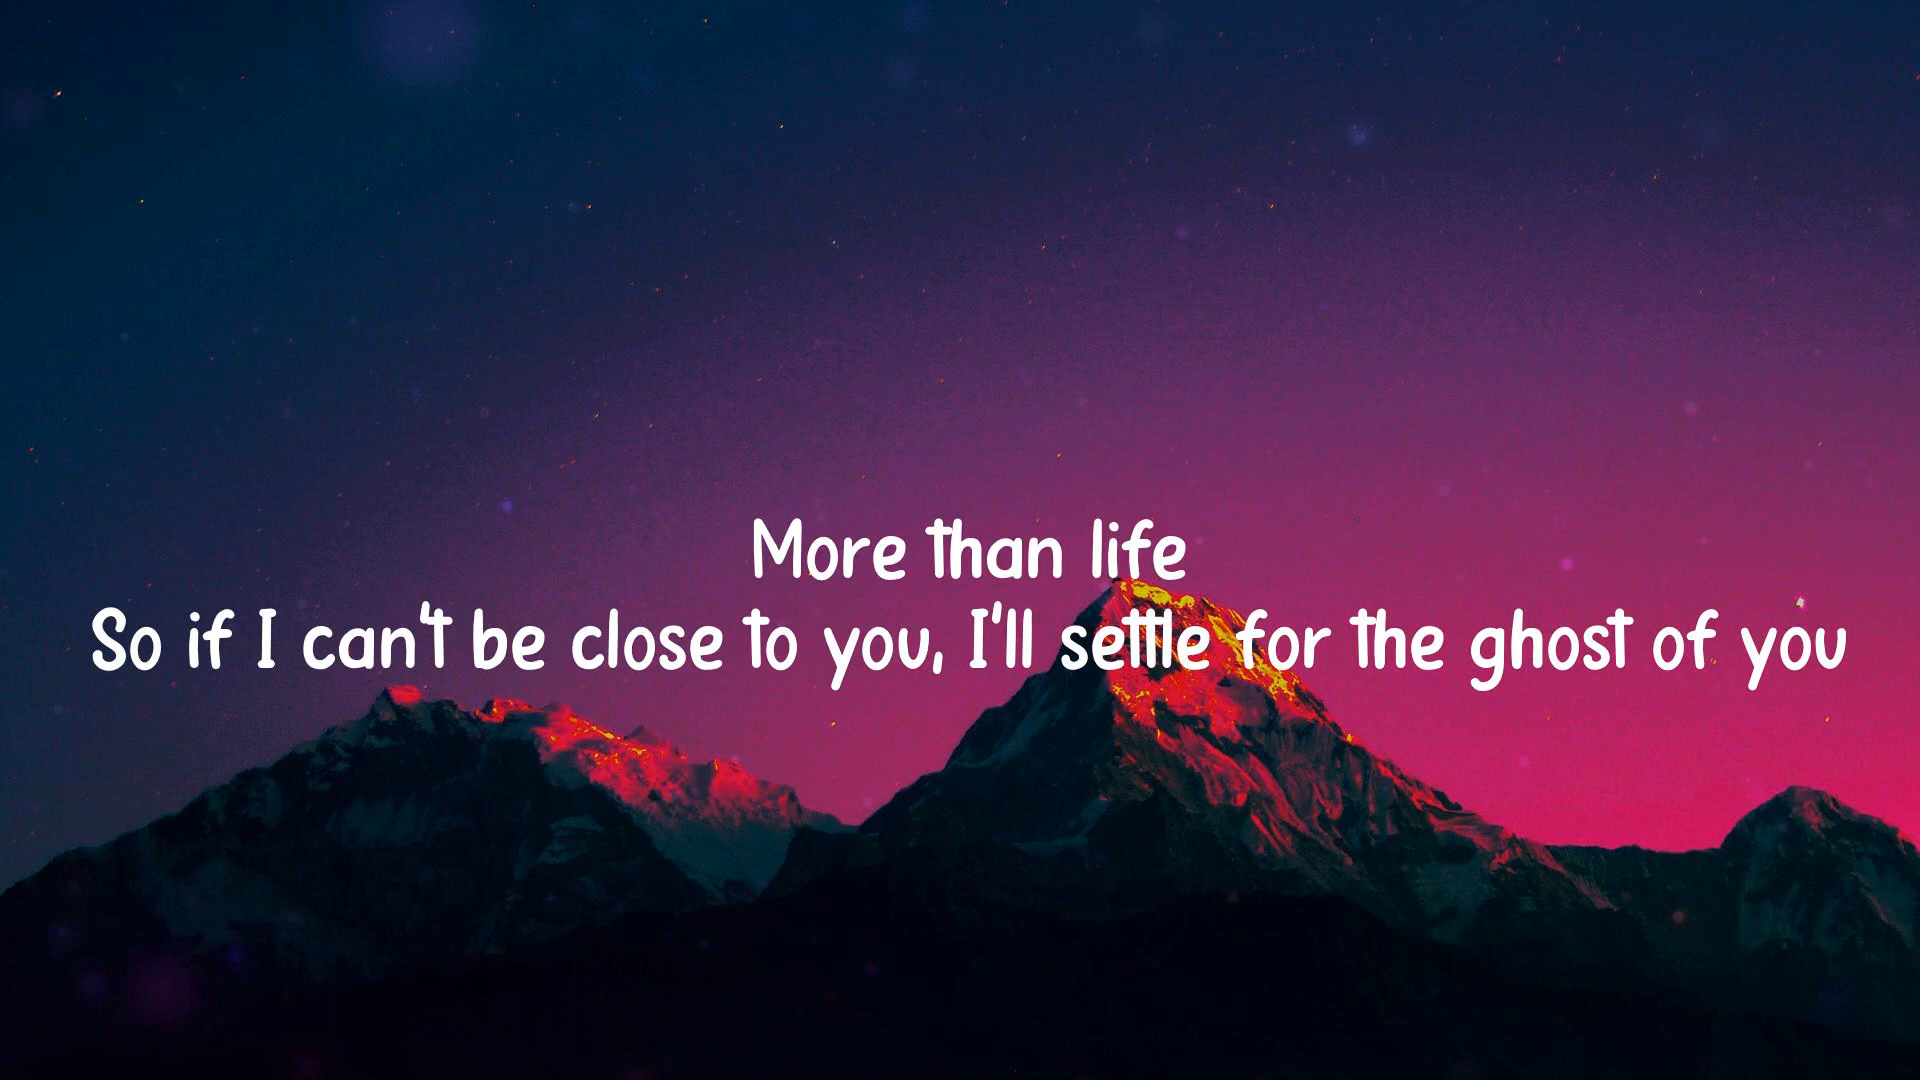 More than life
So if I can't be close to you, I'll settle for the ghost of you